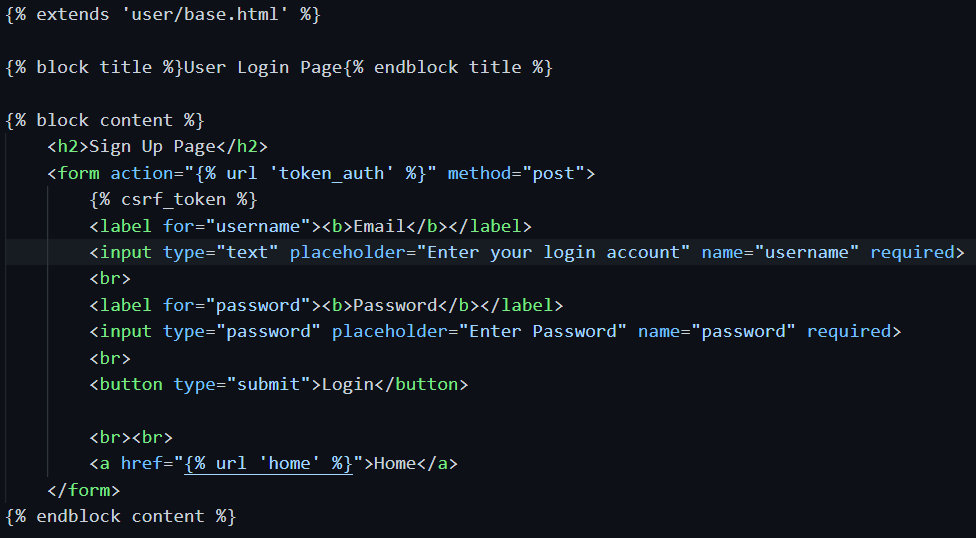 {% extends 'user/base.html' %}
{% block title %}User Login Page{% endblock title %}
{% block content %}
<h2>Sign Up Page</h2>
<form action="{% url 'token_auth' %}" method="post">
{% csrf_token %}
<label for="username"><b>Email</b></label>
<input type="text" placeholder="Enter your login account" name="username" required>
<br>
<label for="password"><b>Password</b></label>
<input type="password" placeholder="Enter Password" name="password" required>
<br>
<button type="submit">Login</button>
<br><br>
<a href="{% url 'home' %}">Home</a>
</form>
{% endblock content %}